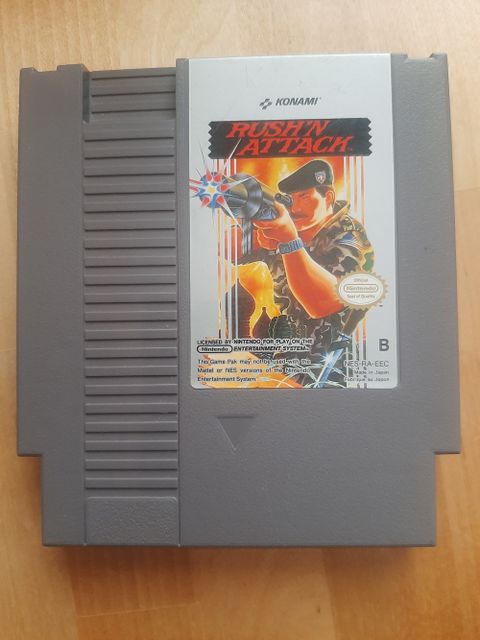 KONAMI
RUSH'N
ATTACK
Official
Nintendo
Seal of Quality
LICENSED BY NINTENDO FOR PLAY ON THE
Nintendo ENTERTAINMENT SYSTEM
This Game Pak may not be used with the
Mattel or NES versions of the Nintendo
Entertainment System
B
NES-RA-EEC
Made in Japan
Fabriqué au Japon